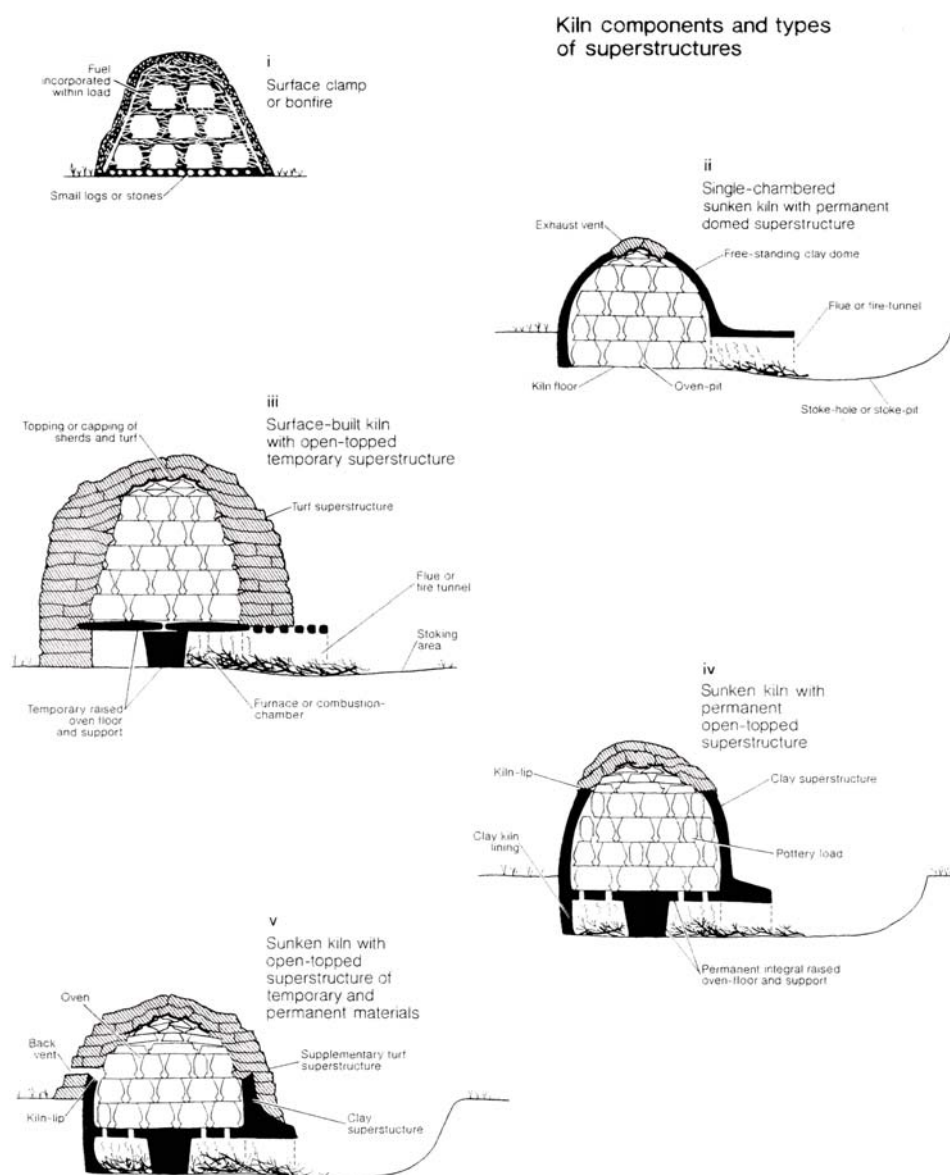 Kiln components and types
of superstructures
i
Surface clamp
or bonfire
Fuel
incorporated
within load
Small logs or stones
ii
Single-chambered
sunken kiln with permanent
domed superstructure
Exhaust vent
Free-standing clay dome
Flue or fire-tunnel
Kiln floor
Oven-pit
Stoke-hole or stoke-pit
iii
Surface-built kiln
with open-topped
temporary superstructure
Topping or capping of
sherds and turf
Turf superstructure
Flue or
fire tunnel
Stoking
area
Temporary raised
oven floor
and support
Furnace or combustion-
chamber
iv
Sunken kiln with
permanent
open-topped
superstructure
Kiln-lip
Clay superstructure
Clay kiln
lining
Pottery load
Permanent integral raised
oven-floor and support
v
Sunken kiln with
open-topped
superstructure of
temporary and
permanent materials
Oven
Back
vent
Supplementary turf
superstructure
Kiln-lip
Clay
superstucture